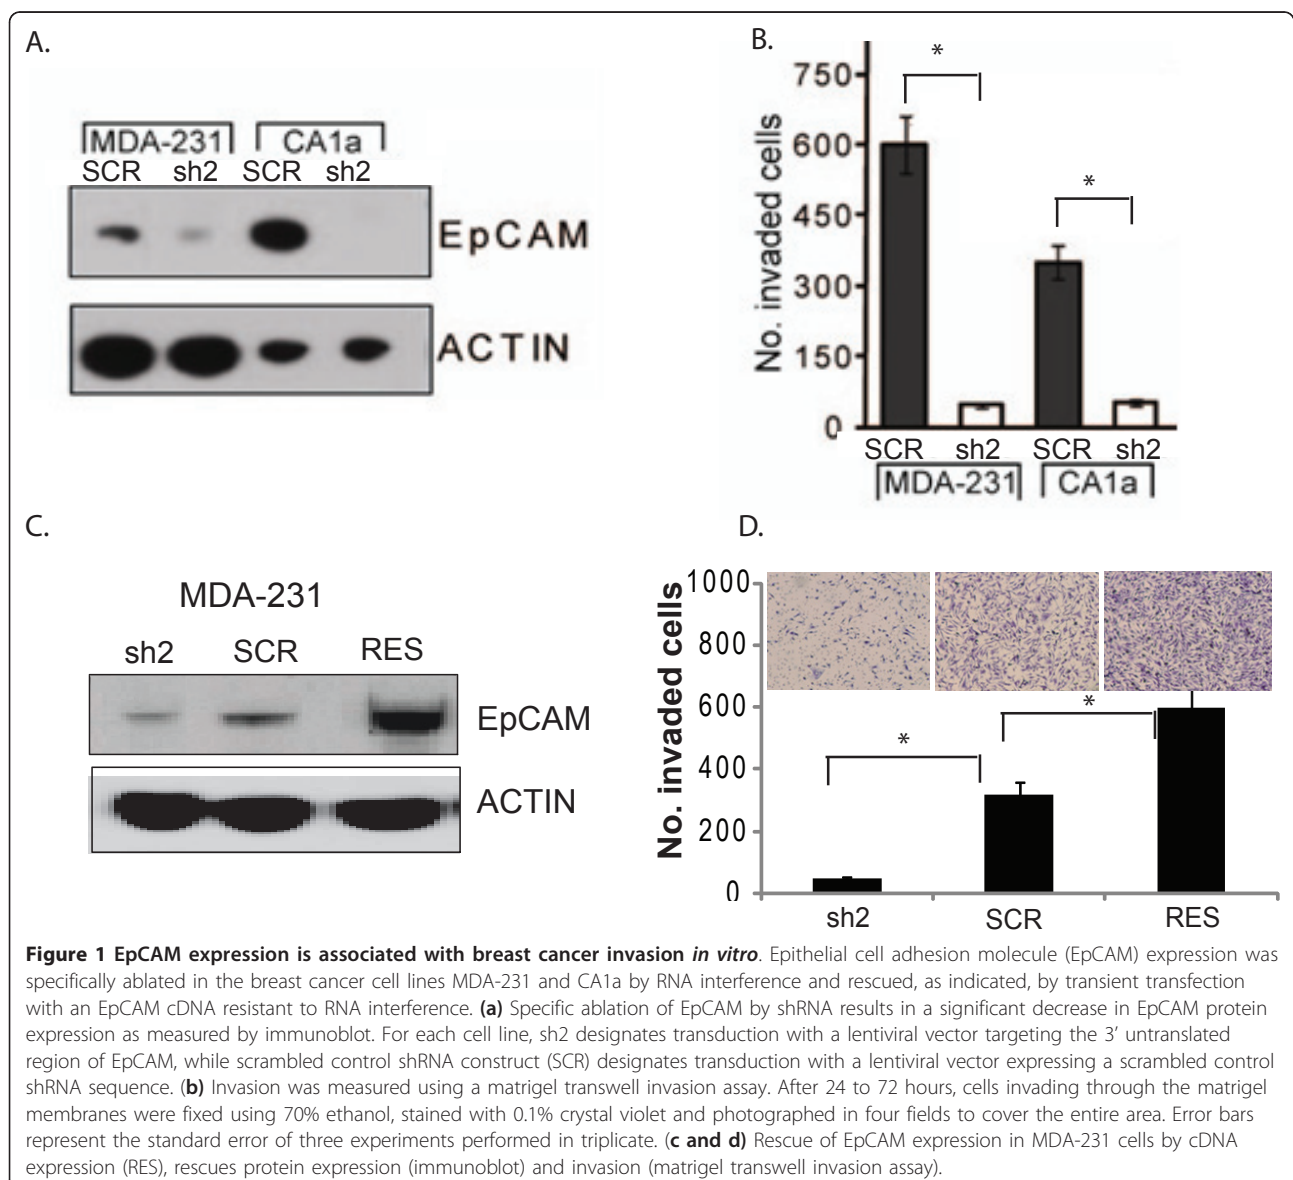 A.
MDA-231 CA1a
SCR sh2 SCR sh2
EpCAM
ACTIN
B.
No. invaded cells
750
600
450
300
150
0
*
*
SCR sh2 SCR sh2
MDA-231 CA1a
C.
MDA-231
sh2 SCR RES
EpCAM
ACTIN
D.
No. invaded cells
1000
800
600
400
200
0
*
*
sh2 SCR RES
Figure 1 EpCAM expression is associated with breast cancer invasion in vitro. Epithelial cell adhesion molecule (EpCAM) expression was
specifically ablated in the breast cancer cell lines MDA-231 and CA1a by RNA interference and rescued, as indicated, by transient transfection
with an EpCAM cDNA resistant to RNA interference. (a) Specific ablation of EpCAM by shRNA results in a significant decrease in EpCAM protein
expression as measured by immunoblot. For each cell line, sh2 designates transduction with a lentiviral vector targeting the 3’ untranslated
region of EpCAM, while scrambled control shRNA construct (SCR) designates transduction with a lentiviral vector expressing a scrambled control
shRNA sequence. (b) Invasion was measured using a matrigel transwell invasion assay. After 24 to 72 hours, cells invading through the matrigel
membranes were fixed using 70% ethanol, stained with 0.1% crystal violet and photographed in four fields to cover the entire area. Error bars
represent the standard error of three experiments performed in triplicate. (c and d) Rescue of EpCAM expression in MDA-231 cells by cDNA
expression (RES), rescues protein expression (immunoblot) and invasion (matrigel transwell invasion assay).